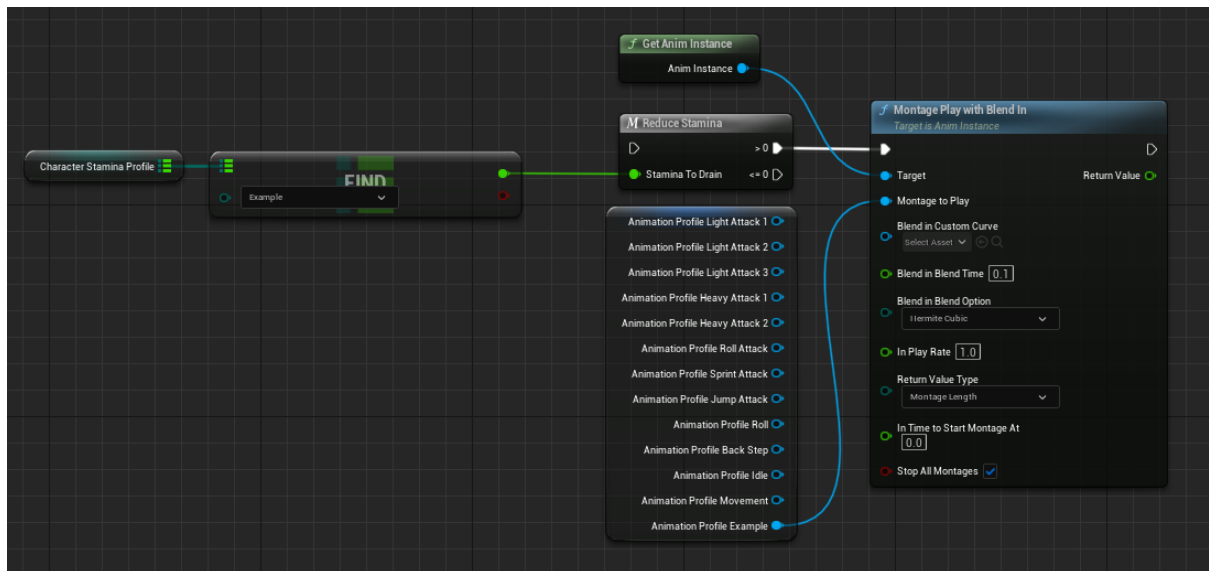 f Get Anim Instance
Anim Instance
M Reduce Stamina
> 0
Stamina To Drain
<= 0
Character Stamina Profile
FIND
Example
Animation Profile Light Attack 1
Animation Profile Light Attack 2
Animation Profile Light Attack 3
Animation Profile Heavy Attack 1
Animation Profile Heavy Attack 2
Animation Profile Roll Attack
Animation Profile Sprint Attack
Animation Profile Jump Attack
Animation Profile Roll
Animation Profile Back Step
Animation Profile Idle
Animation Profile Movement
Animation Profile Example
f Montage Play with Blend In
Target is Anim Instance
Target
Return Value
Montage to Play
Blend in Custom Curve
Select Asset
Blend in Blend Time 0.1
Blend in Blend Option
Hermite Cubic
In Play Rate 1.0
Return Value Type
Montage Length
In Time to Start Montage At
0.0
Stop All Montages